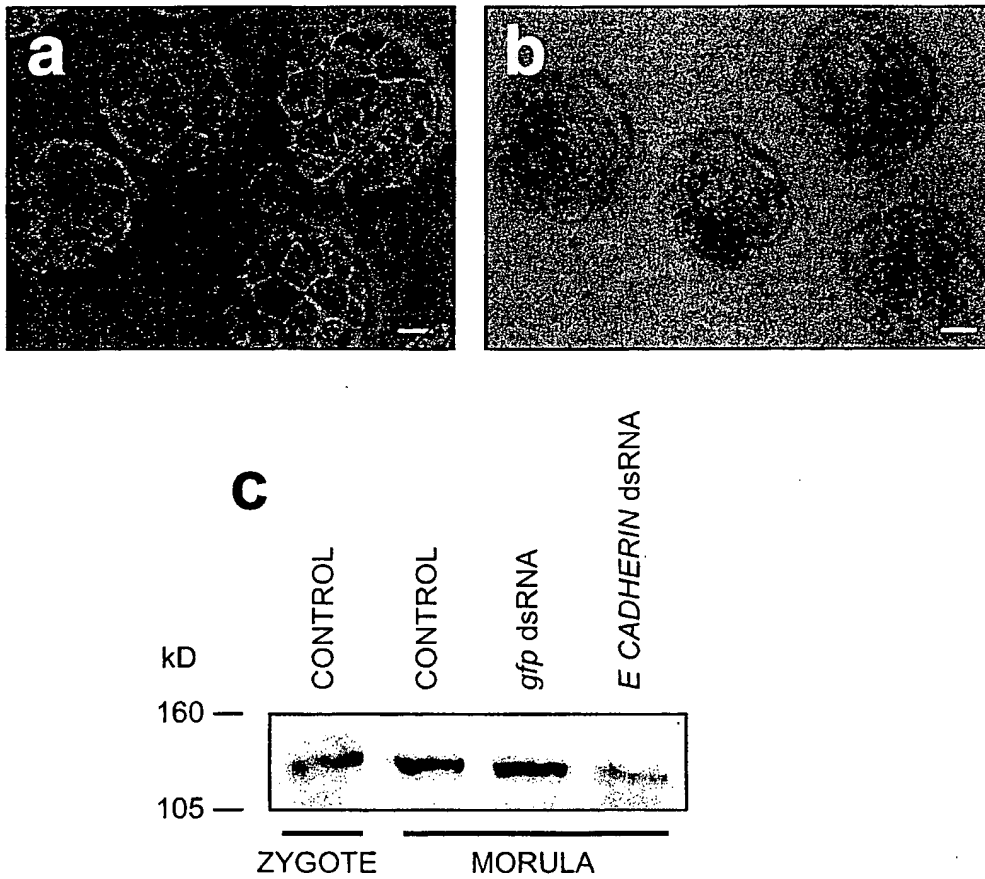 a
b
c
CONTROL
CONTROL
gfp dsRNA
E CADHERIN dsRNA
kD
160
105
ZYGOTE
MORULA